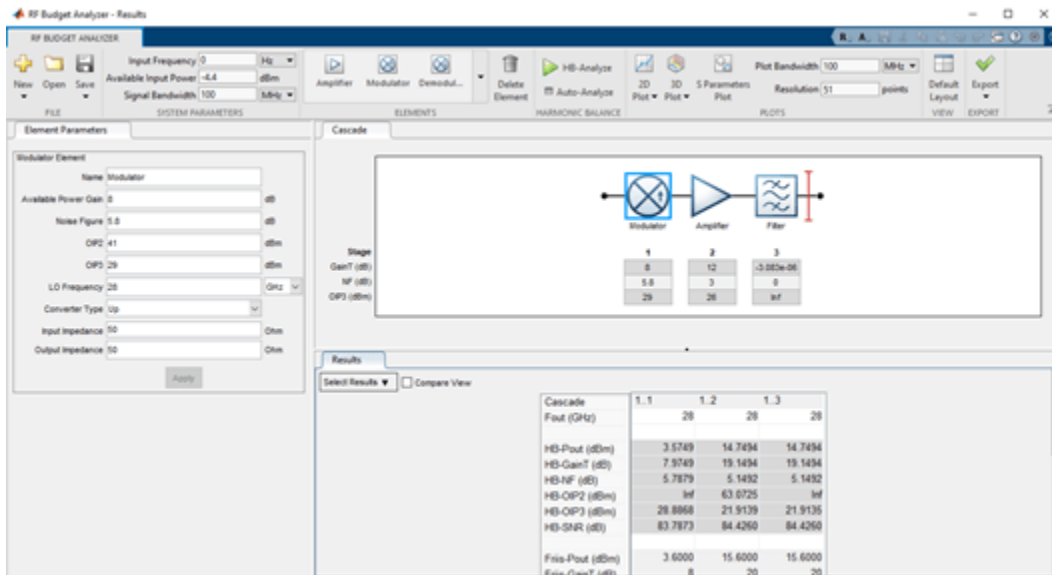 RF Budget Analyzer - Results
RF BUDGET ANALYZER
New
Open
Save
FILE
Input Frequency 0 Hz
Available Input Power -4.4 dBm
Signal Bandwidth 100 MHz
SYSTEM PARAMETERS
Amplifier
Modulator
Demodul...
ELEMENTS
Delete
Element
HB-Analyze
Auto-Analyze
HARMONIC BALANCE
2D
Plot
3D
Plot
S Parameters
Plot
Plot Bandwidth 100 MHz
Resolution 51 points
PLOTS
Default
Layout
VIEW
Export
EXPORT
Element Parameters
Modulator Element
Name Modulator
Available Power Gain 8 dB
Noise Figure 5.8 dB
OIP2 41 dBm
OIP3 29 dBm
LO Frequency 28 GHz
Converter Type Up
Input Impedance 50 Ohm
Output Impedance 50 Ohm
Apply
Cascade
Modulator Amplifier Filter
Stage 1 2 3
GainT (dB) 8 12 -3.083e-06
NF (dB) 5.8 3 0
OIP3 (dBm) 29 26 Inf
Results
Select Results Compare View
Cascade 1..1 1..2 1..3
Fout (GHz) 28 28 28
HB-Pout (dBm) 3.5749 14.7494 14.7494
HB-GainT (dB) 7.9749 19.1494 19.1494
HB-NF (dB) 5.7879 5.1492 5.1492
HB-OIP2 (dBm) Inf 63.0725 Inf
HB-OIP3 (dBm) 28.8868 21.9139 21.9135
HB-SNR (dB) 83.7873 84.4260 84.4260
Friis-Pout (dBm) 3.6000 15.6000 15.6000
Friis-GainT (dB) 8 20 20